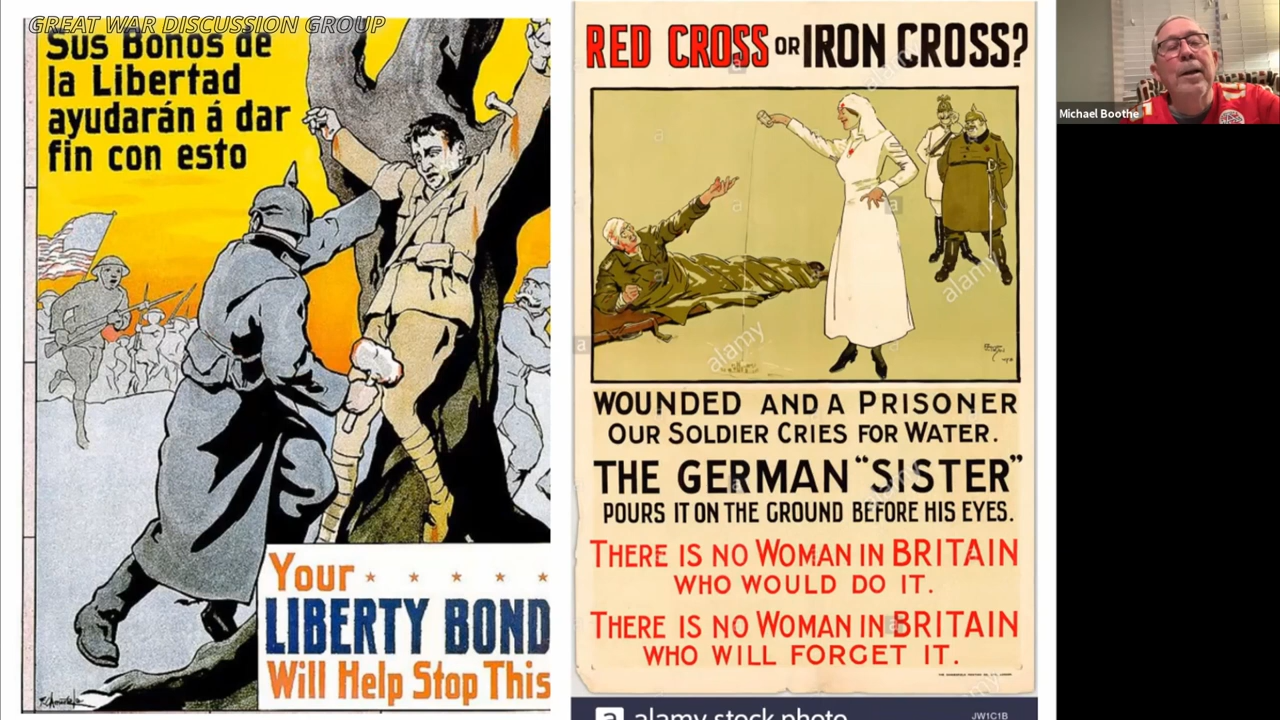 GREAT WAR DISCUSSION GROUP
Sus Bonos de
la Libertad
ayudarán á dar
fin con esto
Your
LIBERTY BOND
Will Help Stop This
RED CROSS OR IRON CROSS?
WOUNDED AND A PRISONER
OUR SOLDIER CRIES FOR WATER.
THE GERMAN "SISTER"
POURS IT ON THE GROUND BEFORE HIS EYES.
THERE IS NO WOMAN IN BRITAIN
WHO WOULD DO IT.
THERE IS NO WOMAN IN BRITAIN
WHO WILL FORGET IT.
alamy
alamy
a alamy stock photo
JW1C1B
Michael Boothe